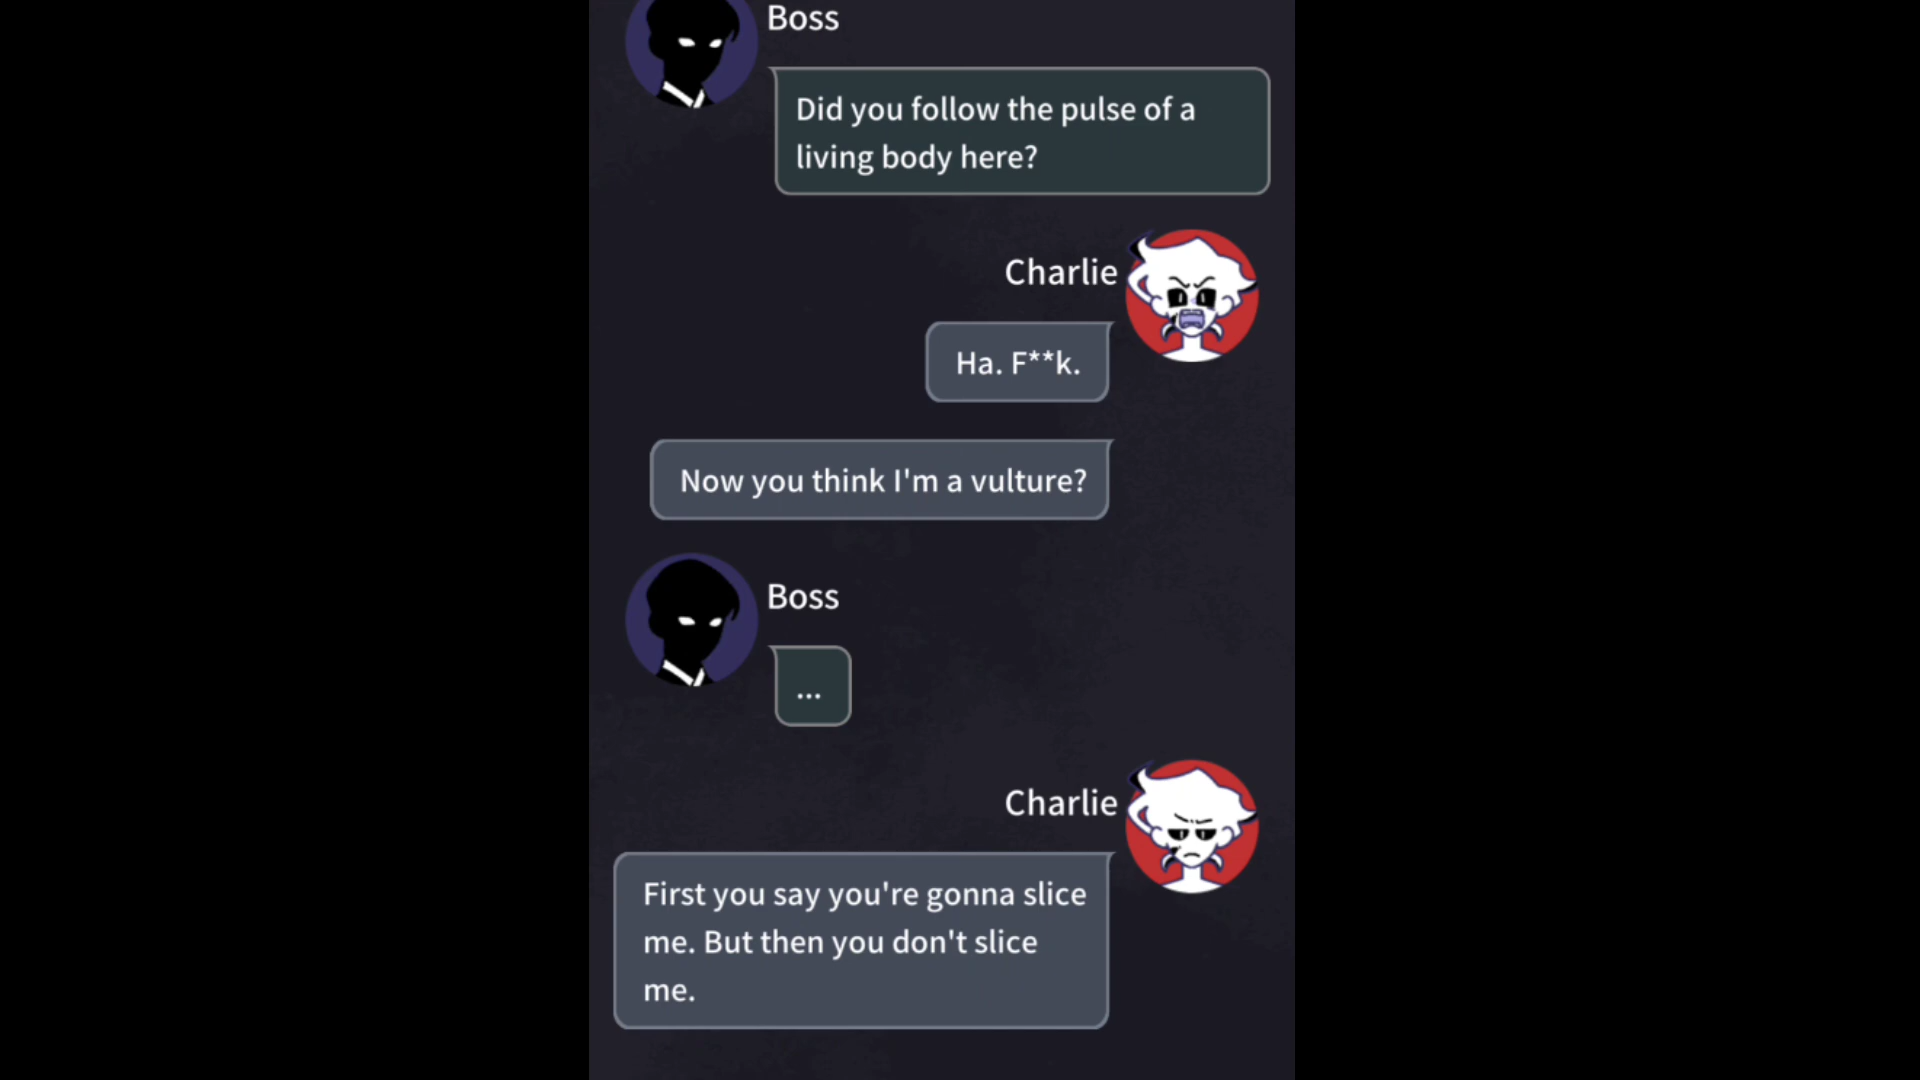 Boss
Did you follow the pulse of a
living body here?
Charlie
Ha. F**k.
Now you think I'm a vulture?
Boss
...
Charlie
First you say you're gonna slice
me. But then you don't slice
me.